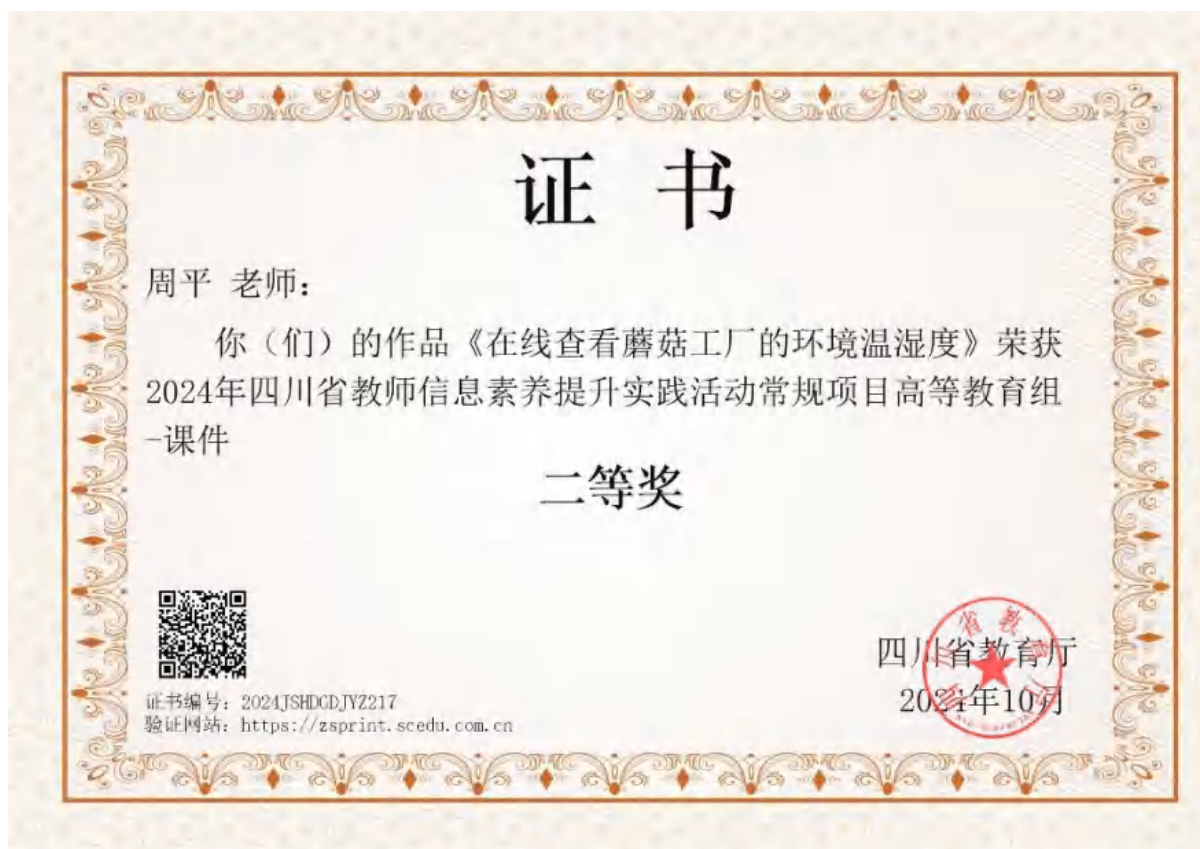 证 书
周平 老师：
你（们）的作品《在线查看蘑菇工厂的环境温湿度》荣获
2024年四川省教师信息素养提升实践活动常规项目高等教育组
-课件
二等奖
四川省教育厅
2024年10月
证书编号：2024JSHDCDJYZ217
验证网站：https://zsprint.scedu.com.cn